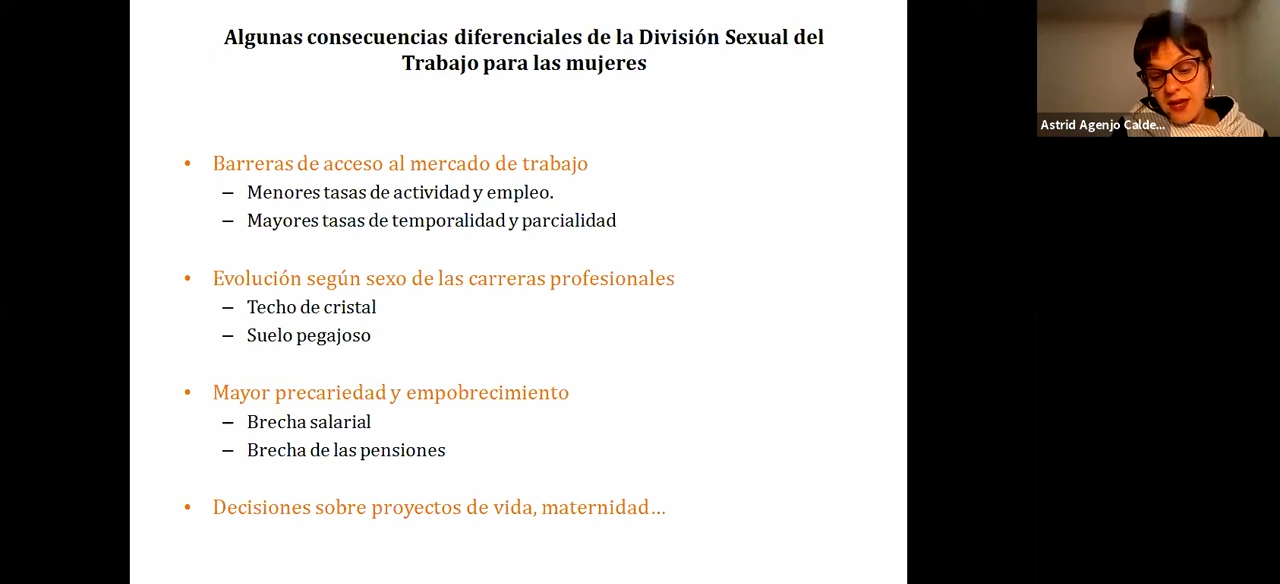 Algunas consecuencias diferenciales de la División Sexual del
Trabajo para las mujeres
• Barreras de acceso al mercado de trabajo
– Menores tasas de actividad y empleo.
– Mayores tasas de temporalidad y parcialidad
• Evolución según sexo de las carreras profesionales
– Techo de cristal
– Suelo pegajoso
• Mayor precariedad y empobrecimiento
– Brecha salarial
– Brecha de las pensiones
• Decisiones sobre proyectos de vida, maternidad…
Astrid Agenjo Calde...